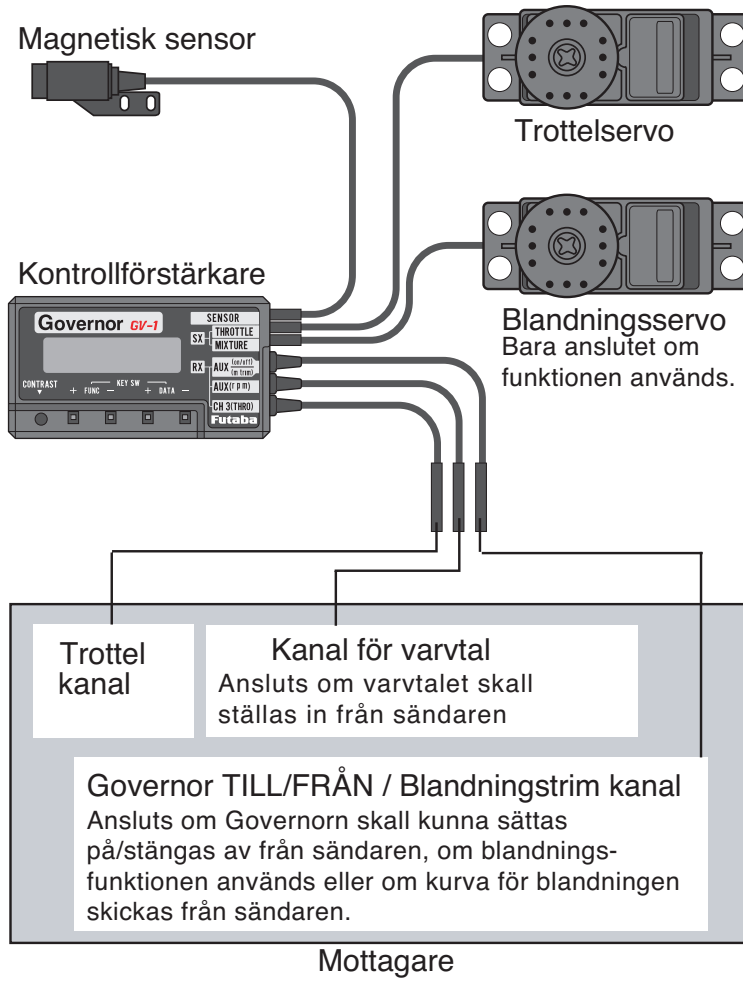 Magnetisk sensor
Trottelservo
Kontrollförstärkare
Blandningsservo
Bara anslutet om
funktionen används.
Governor GV-1
SENSOR
SX THROTTLE
MIXTURE
RX AUX (on/off)
(m trim)
AUX(rpm)
CH 3(THRO)
Futaba
CONTRAST
▼
KEY SW
+ FUNC − + DATA −
Trottel
kanal
Kanal för varvtal
Ansluts om varvtalet skall
ställas in från sändaren
Governor TILL/FRÅN / Blandningstrim kanal
Ansluts om Governorn skall kunna sättas
på/stängas av från sändaren, om blandnings-
funktionen används eller om kurva för blandningen
skickas från sändaren.
Mottagare